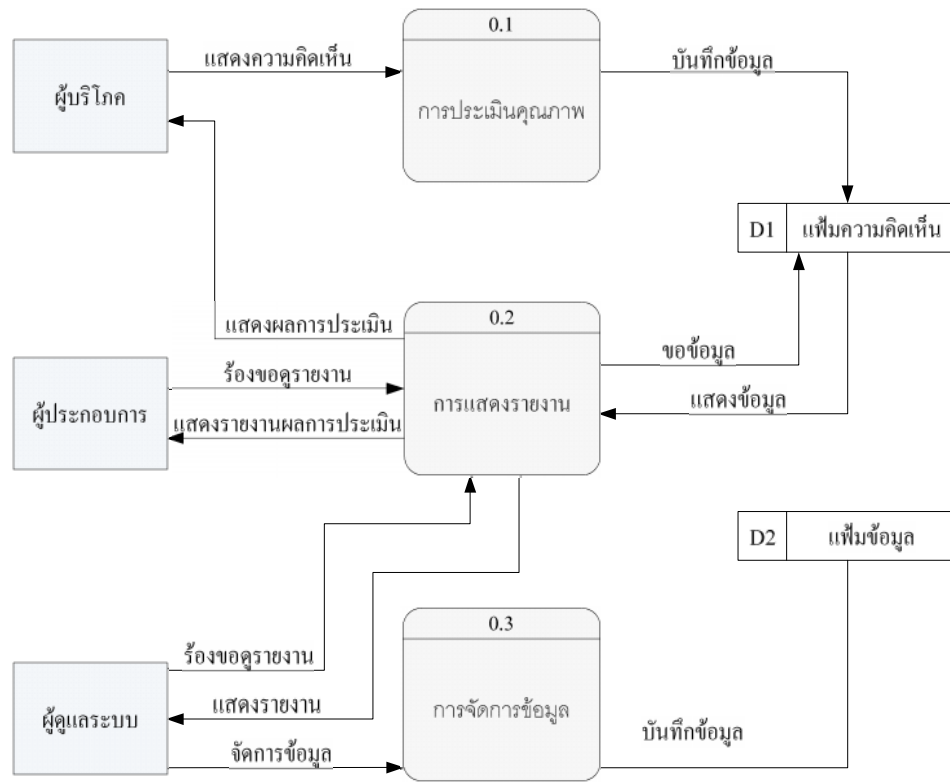 0.1
แสดงความคิดเห็น
บันทึกข้อมูล
ผู้บริโภค
การประเมินคุณภาพ
D1
แฟ้มความคิดเห็น
0.2
แสดงผลการประเมิน
ขอข้อมูล
ร้องขอดูรายงาน
ผู้ประกอบการ
การแสดงรายงาน
แสดงข้อมูล
แสดงรายงานผลการประเมิน
D2
แฟ้มข้อมูล
0.3
ร้องขอดูรายงาน
แสดงรายงาน
ผู้ดูแลระบบ
การจัดการข้อมูล
บันทึกข้อมูล
จัดการข้อมูล